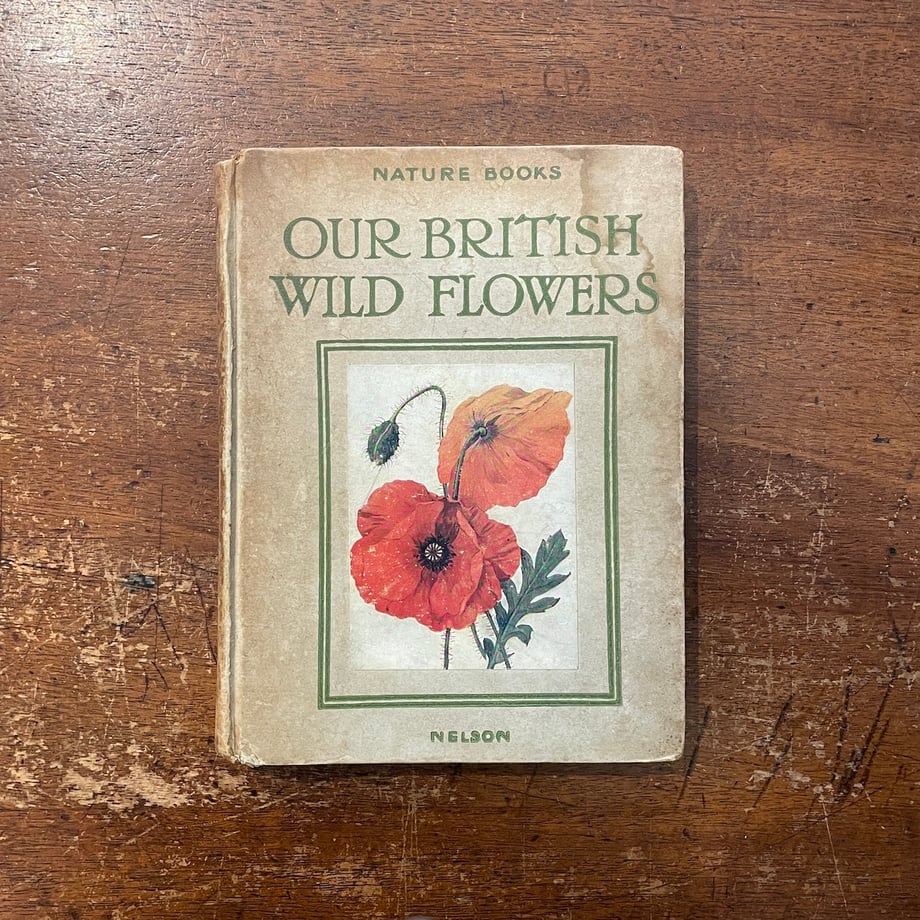 NATURE BOOKS
OUR BRITISH
WILD FLOWERS
NELSON